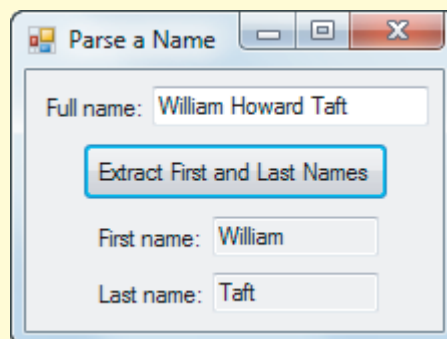 Parse a Name
Full name: William Howard Taft
Extract First and Last Names
First name: William
Last name: Taft